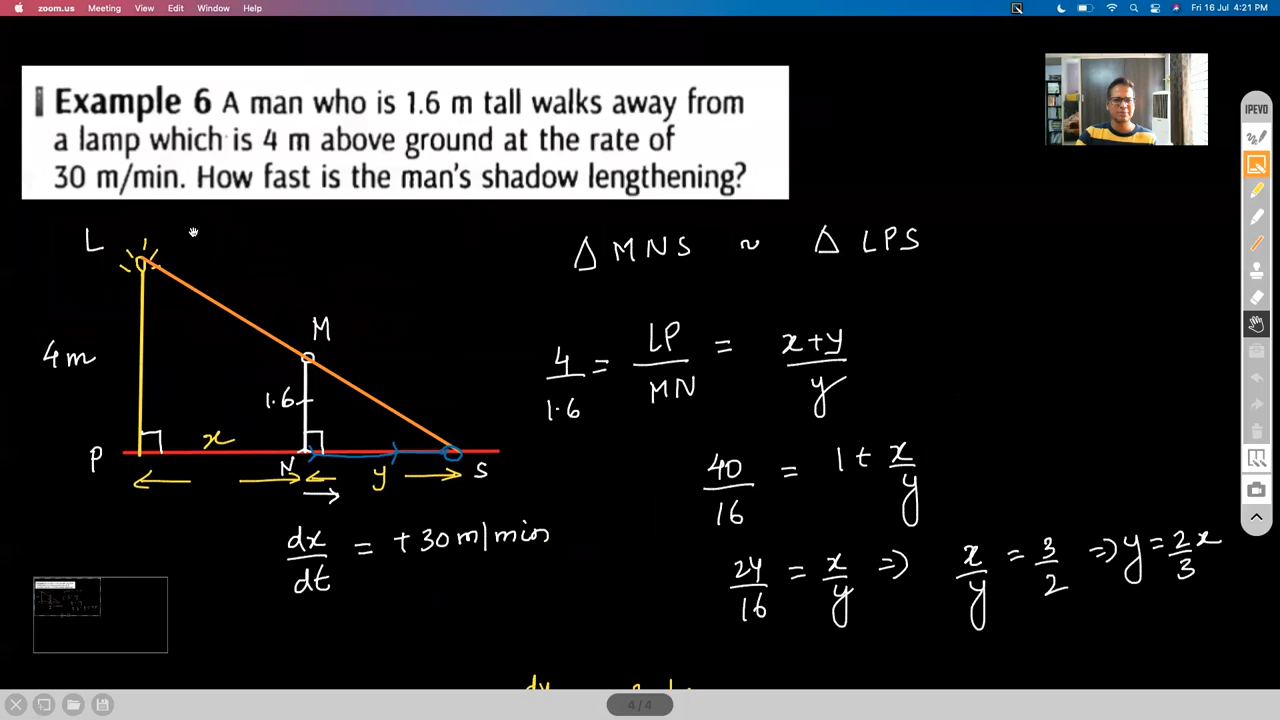 zoom.us Meeting View Edit Window Help Fri 16 Jul 4:21 PM
Example 6 A man who is 1.6 m tall walks away from
a lamp which is 4 m above ground at the rate of
30 m/min. How fast is the man's shadow lengthening?
IPEVO
L
M
4m
1.6
P
x
N
y
S
dx/dt = +30m/min
Δ MNS ~ Δ LPS
4/1.6 = LP/MN = x+y/y
40/16 = 1+ x/y
24/16 = x/y => x/y = 3/2 => y = 2x/3
4/4